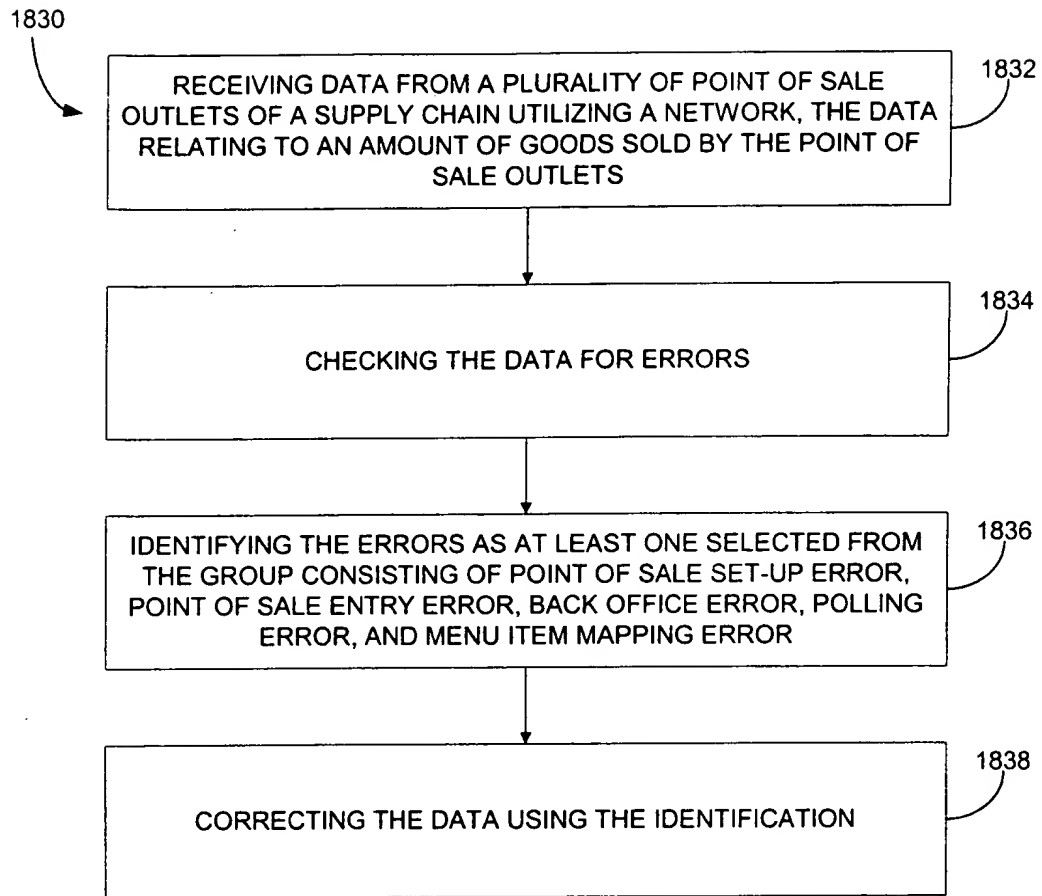 1830
RECEIVING DATA FROM A PLURALITY OF POINT OF SALE
OUTLETS OF A SUPPLY CHAIN UTILIZING A NETWORK, THE DATA
RELATING TO AN AMOUNT OF GOODS SOLD BY THE POINT OF
SALE OUTLETS
1832
CHECKING THE DATA FOR ERRORS
1834
IDENTIFYING THE ERRORS AS AT LEAST ONE SELECTED FROM
THE GROUP CONSISTING OF POINT OF SALE SET-UP ERROR,
POINT OF SALE ENTRY ERROR, BACK OFFICE ERROR, POLLING
ERROR, AND MENU ITEM MAPPING ERROR
1836
CORRECTING THE DATA USING THE IDENTIFICATION
1838